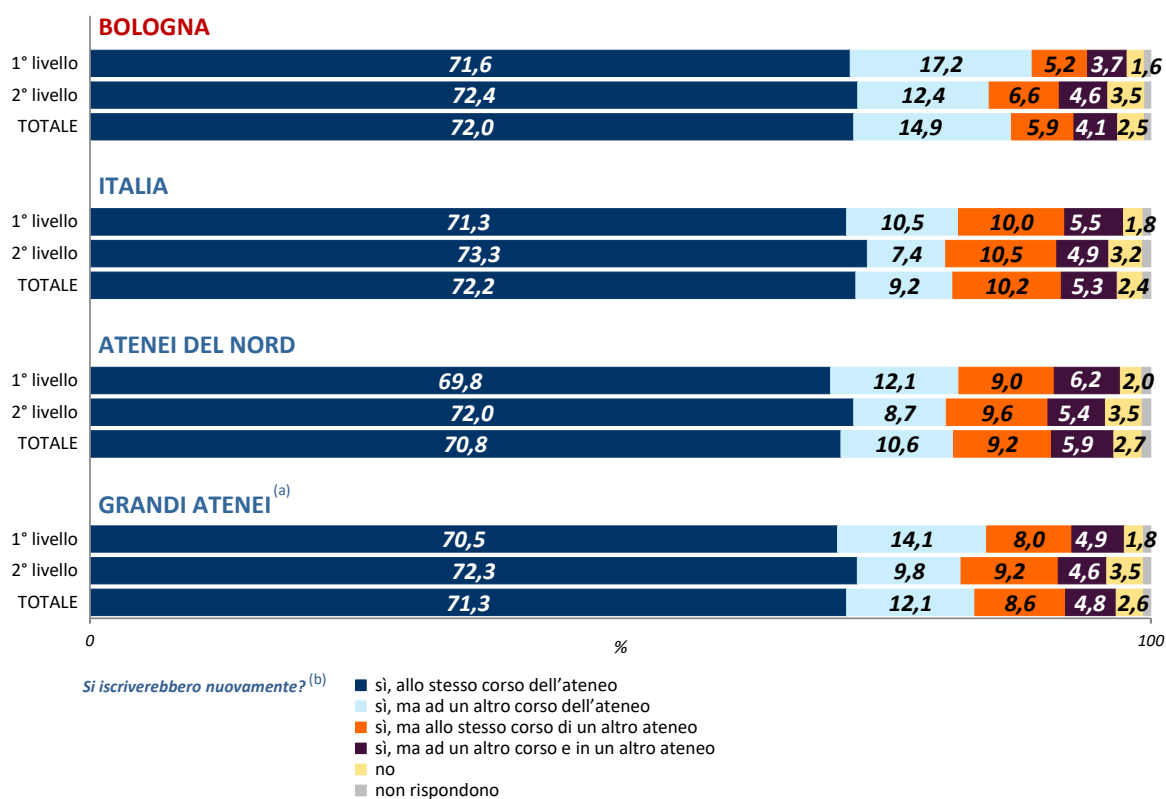 BOLOGNA
1° livello 71,6 17,2 5,2 3,7 1,6
2° livello 72,4 12,4 6,6 4,6 3,5
TOTALE 72,0 14,9 5,9 4,1 2,5
ITALIA
1° livello 71,3 10,5 10,0 5,5 1,8
2° livello 73,3 7,4 10,5 4,9 3,2
TOTALE 72,2 9,2 10,2 5,3 2,4
ATENEI DEL NORD
1° livello 69,8 12,1 9,0 6,2 2,0
2° livello 72,0 8,7 9,6 5,4 3,5
TOTALE 70,8 10,6 9,2 5,9 2,7
GRANDI ATENEI (a)
1° livello 70,5 14,1 8,0 4,9 1,8
2° livello 72,3 9,8 9,2 4,6 3,5
TOTALE 71,3 12,1 8,6 4,8 2,6
0 % 100
Si iscriverebbero nuovamente? (b)
sì, allo stesso corso dell’ateneo
sì, ma ad un altro corso dell’ateneo
sì, ma allo stesso corso di un altro ateneo
sì, ma ad un altro corso e in un altro ateneo
no
non rispondono